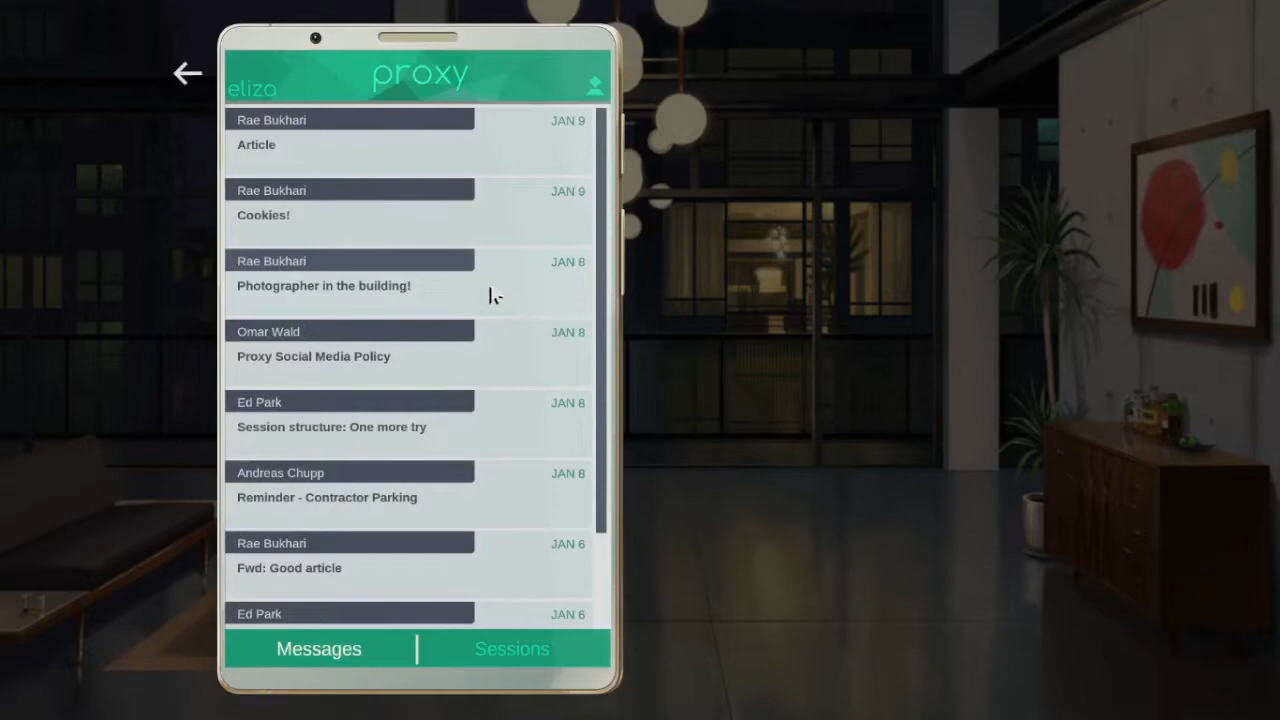 proxy
eliza
Rae Bukhari JAN 9
Article
Rae Bukhari JAN 9
Cookies!
Rae Bukhari JAN 8
Photographer in the building!
Omar Wald JAN 8
Proxy Social Media Policy
Ed Park JAN 8
Session structure: One more try
Andreas Chupp JAN 8
Reminder - Contractor Parking
Rae Bukhari JAN 6
Fwd: Good article
Ed Park JAN 6
Messages Sessions